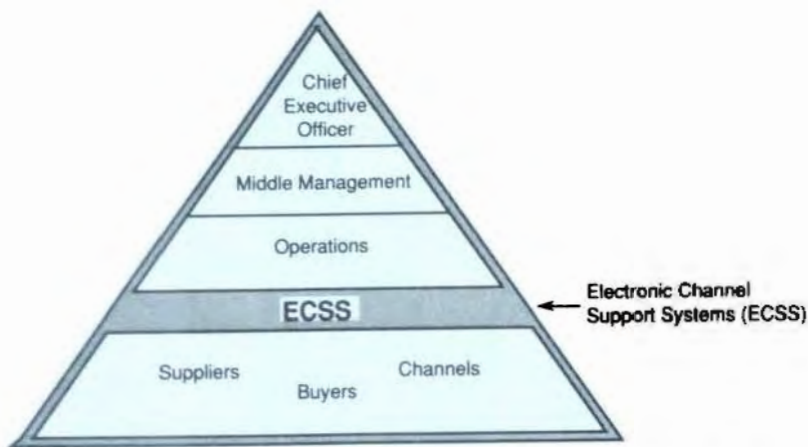 Chief
Executive
Officer
Middle Management
Operations
ECSS
Electronic Channel
Support Systems (ECSS)
Suppliers
Channels
Buyers